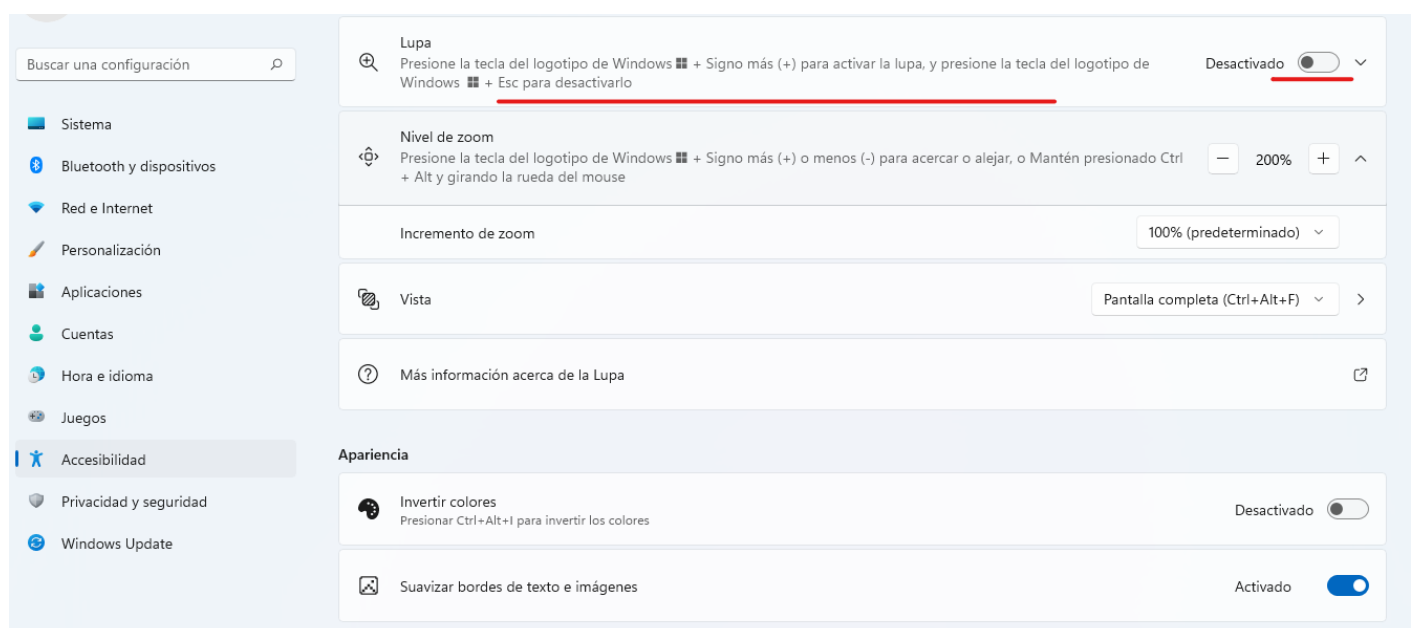 Buscar una configuración
Sistema
Bluetooth y dispositivos
Red e Internet
Personalización
Aplicaciones
Cuentas
Hora e idioma
Juegos
Accesibilidad
Privacidad y seguridad
Windows Update
Lupa
Presione la tecla del logotipo de Windows + Signo más (+) para activar la lupa, y presione la tecla del logotipo de
Windows + Esc para desactivarlo
Desactivado
Nivel de zoom
Presione la tecla del logotipo de Windows + Signo más (+) o menos (-) para acercar o alejar, o Mantén presionado Ctrl
+ Alt y girando la rueda del mouse
200%
Incremento de zoom
100% (predeterminado)
Vista
Pantalla completa (Ctrl+Alt+F)
Más información acerca de la Lupa
Apariencia
Invertir colores
Presionar Ctrl+Alt+I para invertir los colores
Desactivado
Suavizar bordes de texto e imágenes
Activado